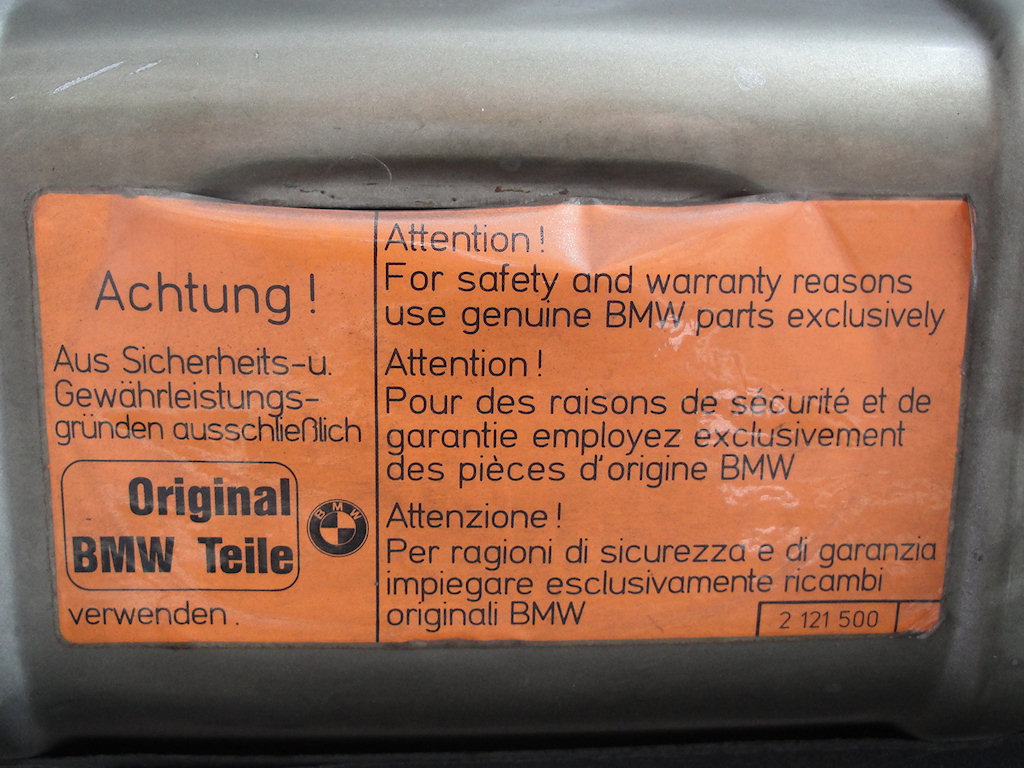 Achtung !
Aus Sicherheits-u.
Gewährleistungs-
gründen ausschließlich
Original
BMW Teile
BMW
verwenden .
Attention !
For safety and warranty reasons
use genuine BMW parts exclusively
Attention !
Pour des raisons de sécurité et de
garantie employez exclusivement
des pièces d'origine BMW
Attenzione !
Per ragioni di sicurezza e di garanzia
impiegare esclusivamente ricambi
originali BMW
2 121 500